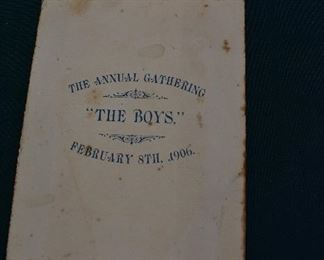 THE ANNUAL GATHERING
"THE BOYS."
FEBRUARY 8TH, 1906.